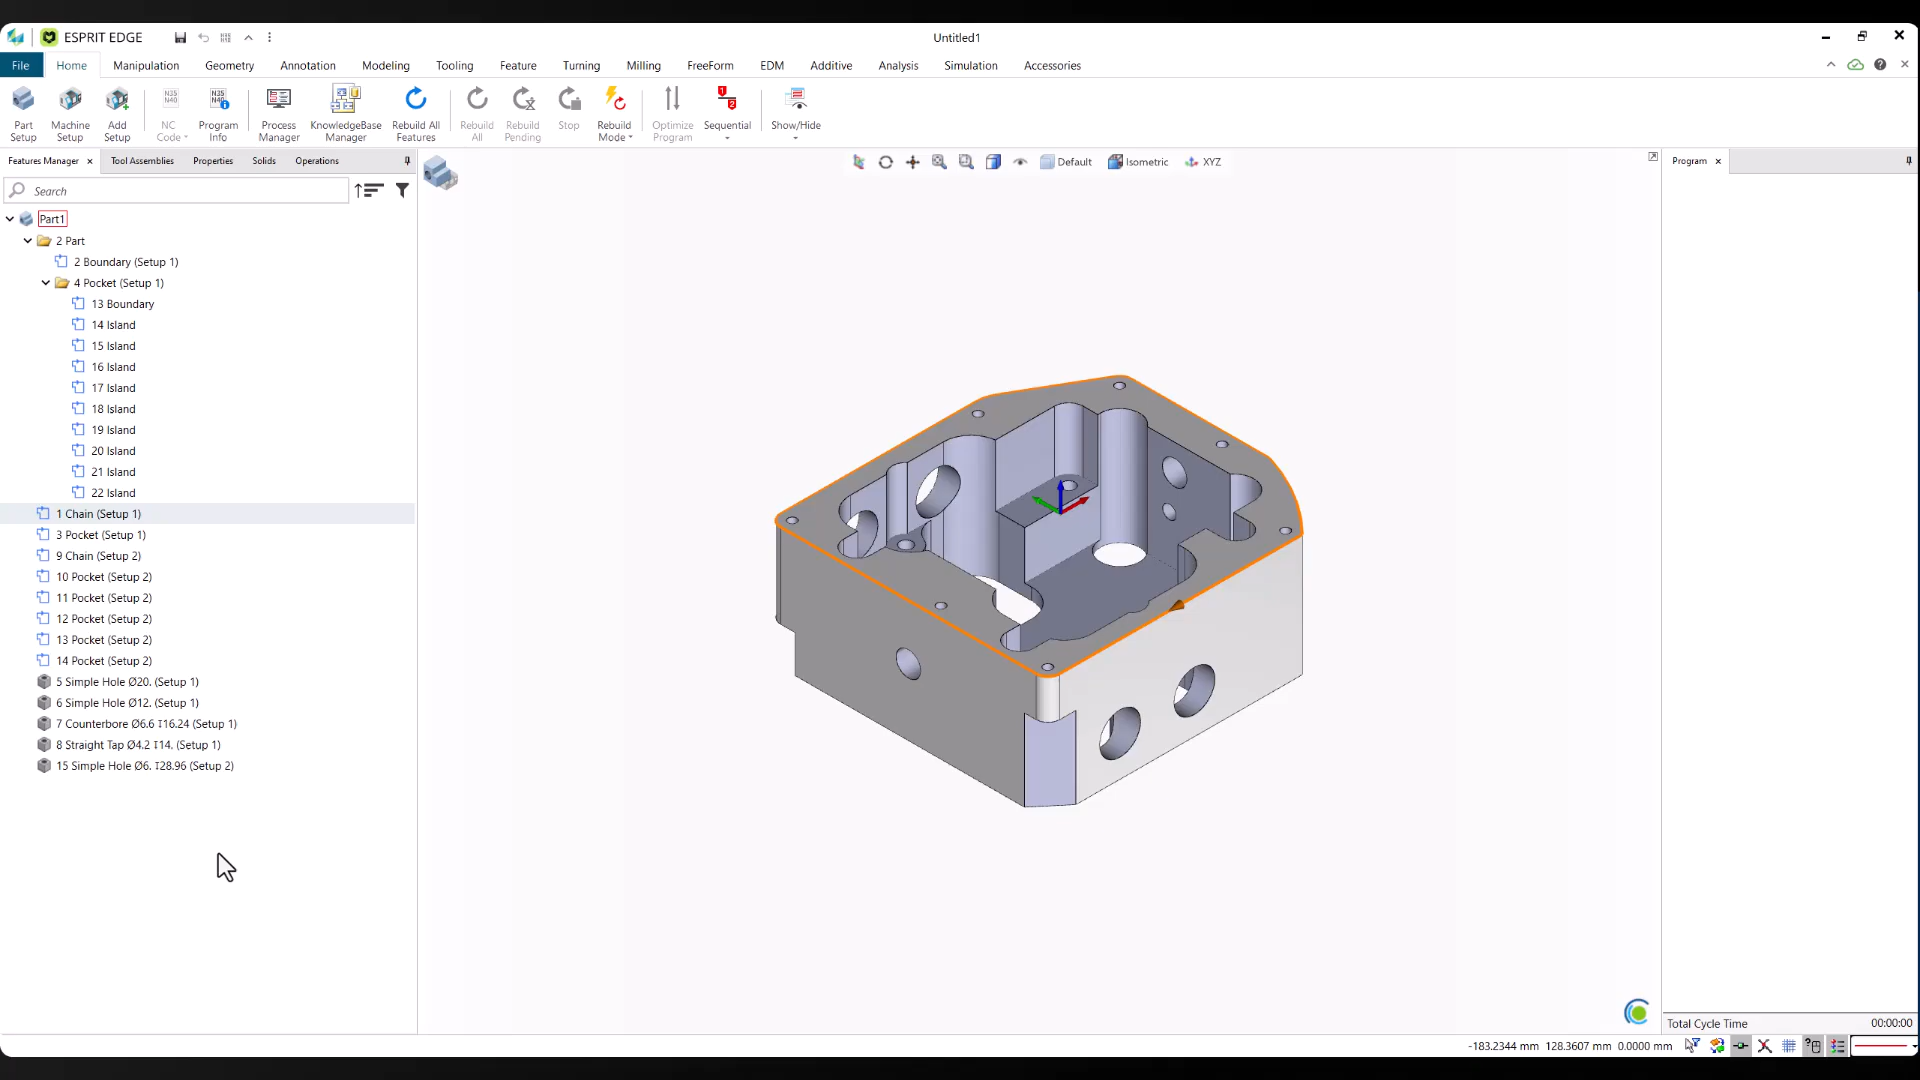 ESPRIT EDGE
Untitled1
File
Home
Manipulation
Geometry
Annotation
Modeling
Tooling
Feature
Turning
Milling
FreeForm
EDM
Additive
Analysis
Simulation
Accessories
Part Setup
Machine Setup
Add Setup
NC Code
Program Info
Process Manager
KnowledgeBase Manager
Rebuild All Features
Rebuild All
Rebuild Pending
Stop
Rebuild Mode
Optimize Program
Sequential
Show/Hide
Features Manager
Tool Assemblies
Properties
Solids
Operations
Default
Isometric
XYZ
Program
Search
Part1
2 Part
2 Boundary (Setup 1)
4 Pocket (Setup 1)
13 Boundary
14 Island
15 Island
16 Island
17 Island
18 Island
19 Island
20 Island
21 Island
22 Island
1 Chain (Setup 1)
3 Pocket (Setup 1)
9 Chain (Setup 2)
10 Pocket (Setup 2)
11 Pocket (Setup 2)
12 Pocket (Setup 2)
13 Pocket (Setup 2)
14 Pocket (Setup 2)
5 Simple Hole Ø20. (Setup 1)
6 Simple Hole Ø12. (Setup 1)
7 Counterbore Ø6.6 ↧16.24 (Setup 1)
8 Straight Tap Ø4.2 ↧14. (Setup 1)
15 Simple Hole Ø6. ↧28.96 (Setup 2)
Total Cycle Time
00:00:00
-183.2344 mm 128.3607 mm 0.0000 mm